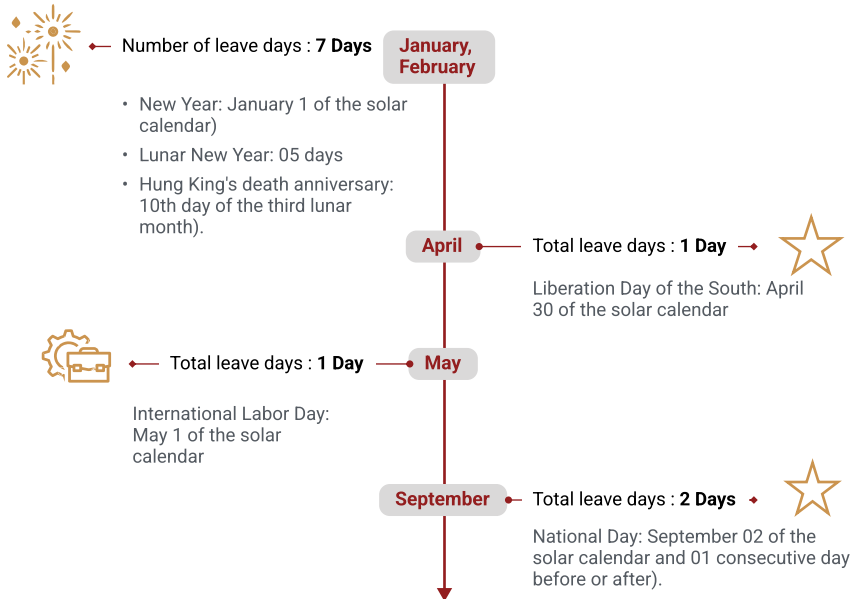 Number of leave days : 7 Days
January,
February
• New Year: January 1 of the solar
calendar)
• Lunar New Year: 05 days
• Hung King's death anniversary:
10th day of the third lunar
month).
April
Total leave days : 1 Day
Liberation Day of the South: April
30 of the solar calendar
Total leave days : 1 Day
May
International Labor Day:
May 1 of the solar
calendar
September
Total leave days : 2 Days
National Day: September 02 of the
solar calendar and 01 consecutive day
before or after).